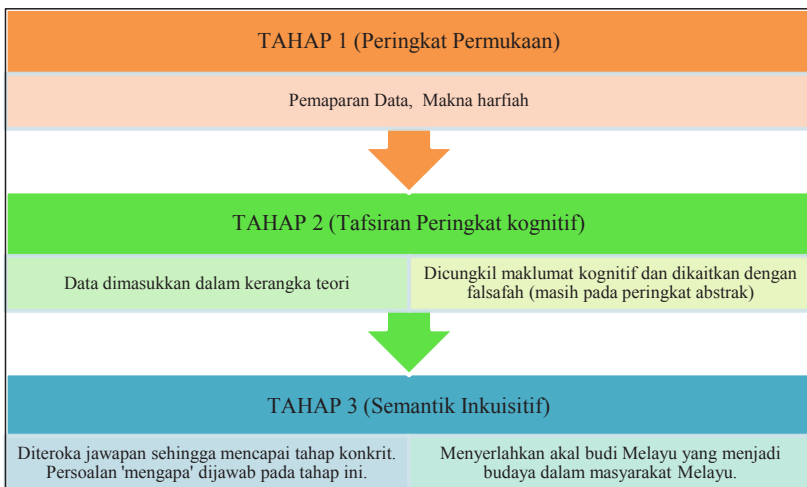 TAHAP 1 (Peringkat Permukaan)
Pemaparan Data, Makna harfiah
TAHAP 2 (Tafsiran Peringkat kognitif)
Data dimasukkan dalam kerangka teori
Dicungkil maklumat kognitif dan dikaitkan dengan
falsafah (masih pada peringkat abstrak)
TAHAP 3 (Semantik Inkuisitif)
Diteroka jawapan sehingga mencapai tahap konkrit.
Persoalan 'mengapa' dijawab pada tahap ini.
Menyerlahkan akal budi Melayu yang menjadi
budaya dalam masyarakat Melayu.